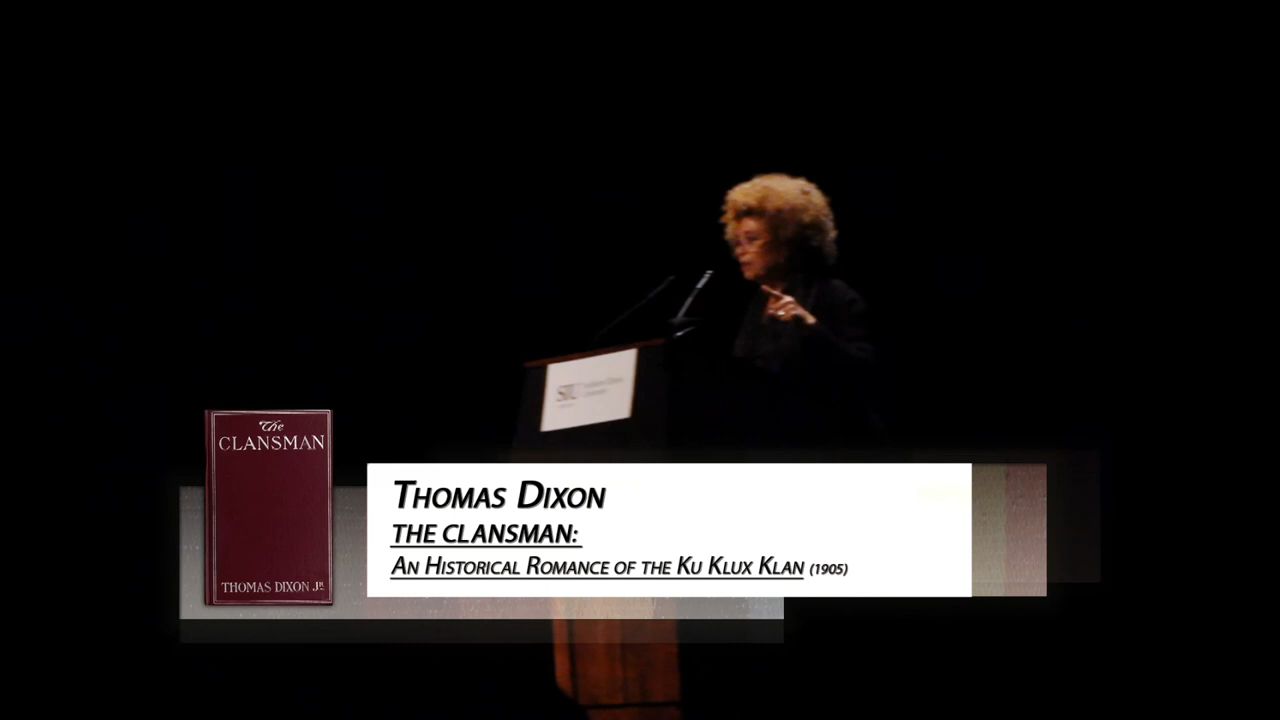 The
CLANSMAN
THOMAS DIXON JR
THOMAS DIXON
THE CLANSMAN:
AN HISTORICAL ROMANCE OF THE KU KLUX KLAN (1905)